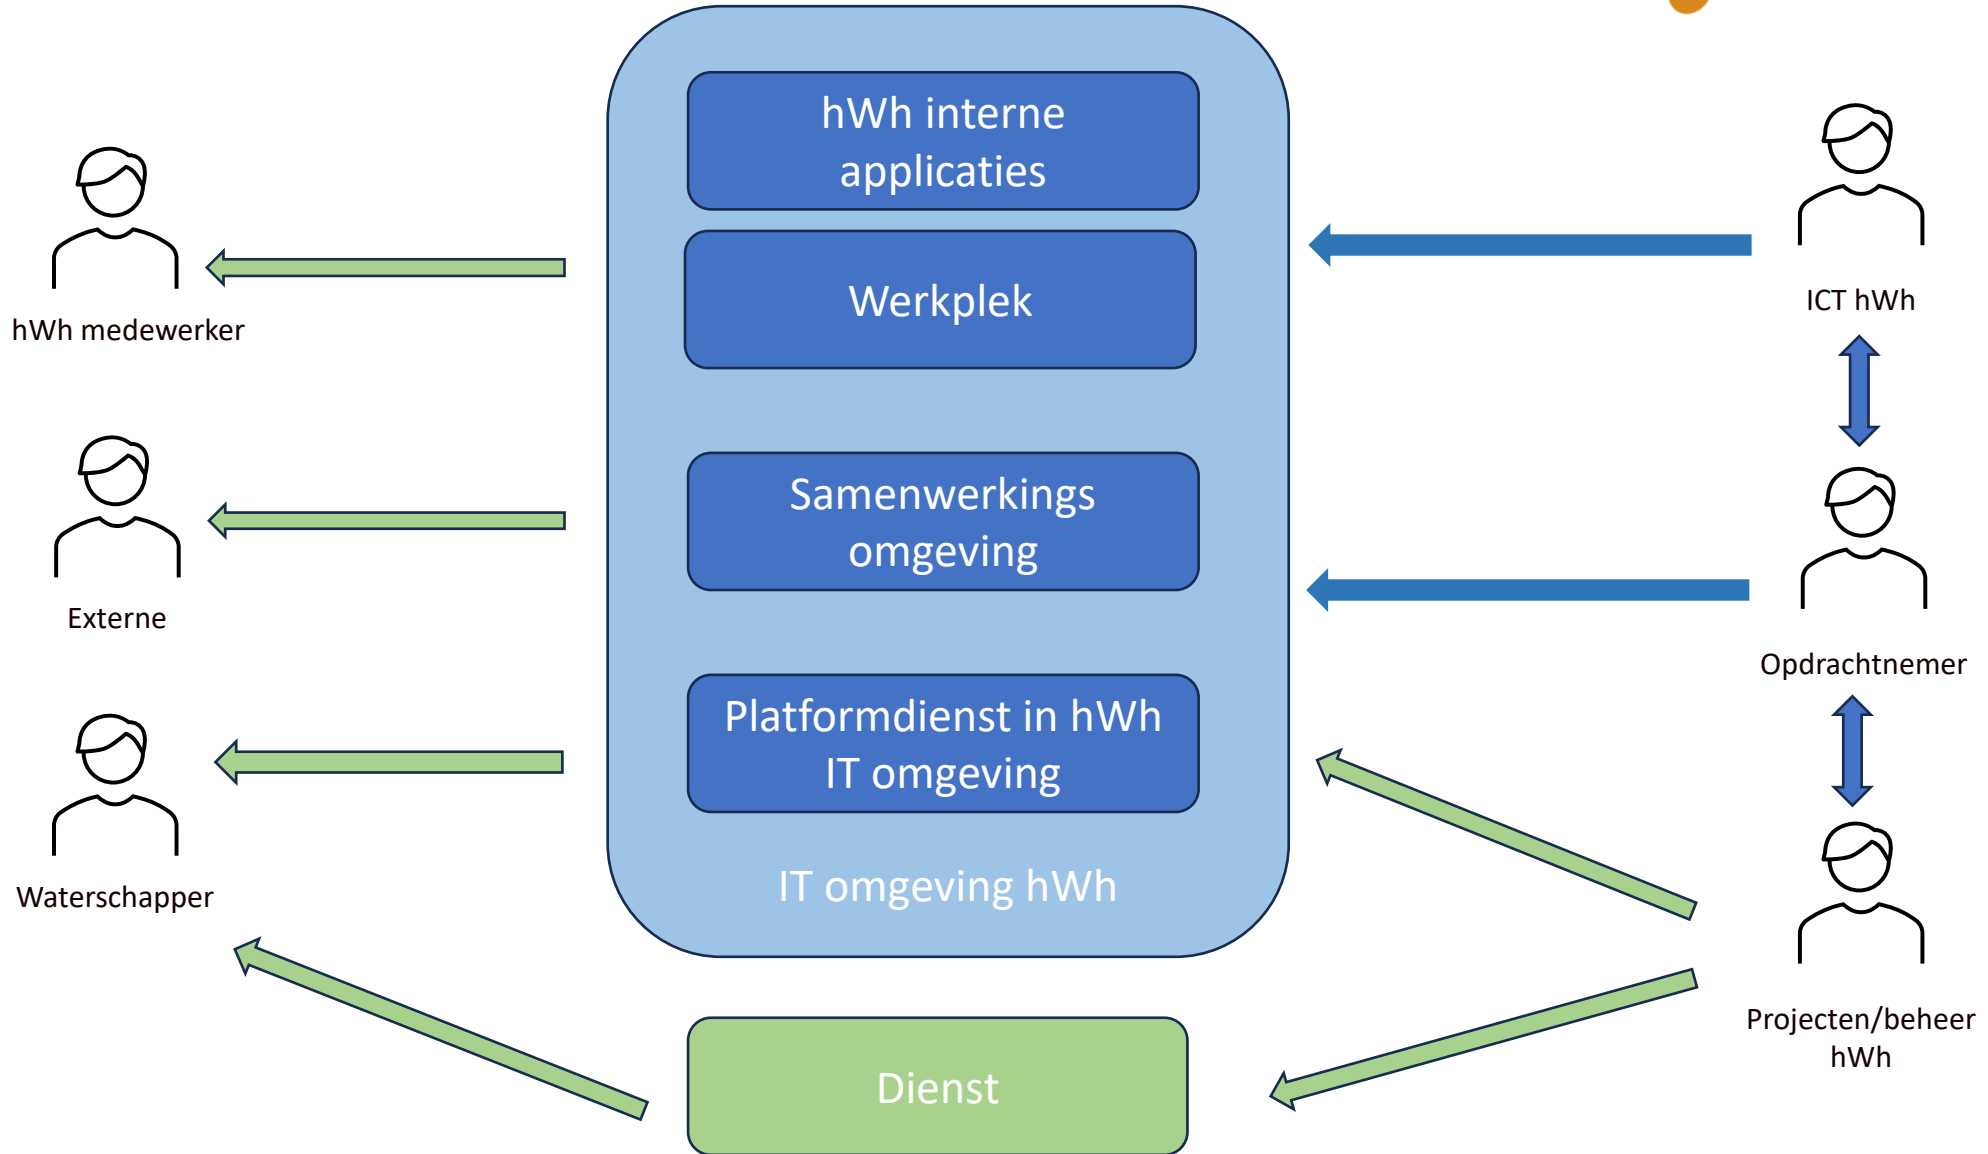 hWh interne
applicaties
Werkplek
Samenwerkings
omgeving
Platformdienst in hWh
IT omgeving
IT omgeving hWh
Dienst
hWh medewerker
Externe
Waterschapper
ICT hWh
Opdrachtnemer
Projecten/beheer
hWh